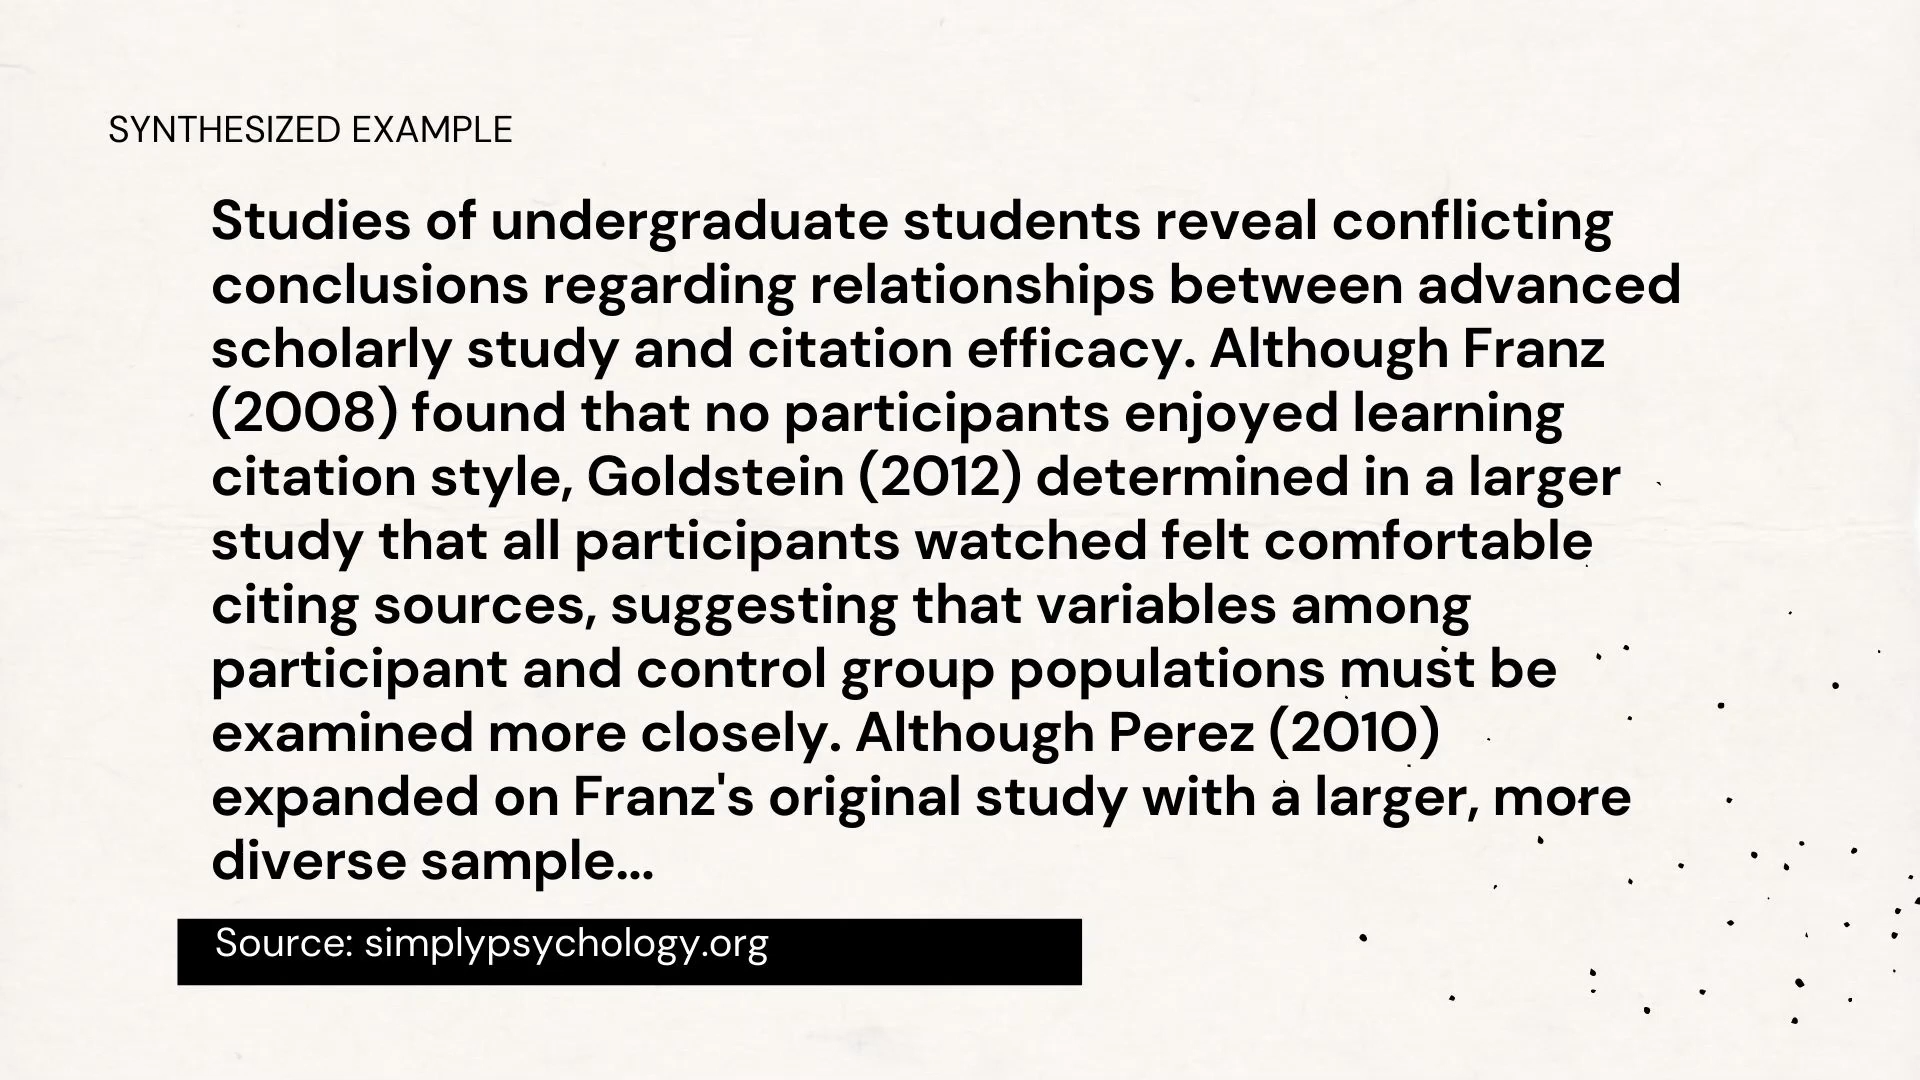 SYNTHESIZED EXAMPLE
Studies of undergraduate students reveal conflicting
conclusions regarding relationships between advanced
scholarly study and citation efficacy. Although Franz
(2008) found that no participants enjoyed learning
citation style, Goldstein (2012) determined in a larger
study that all participants watched felt comfortable
citing sources, suggesting that variables among
participant and control group populations must be
examined more closely. Although Perez (2010)
expanded on Franz's original study with a larger, more
diverse sample...
Source: simplypsychology.org